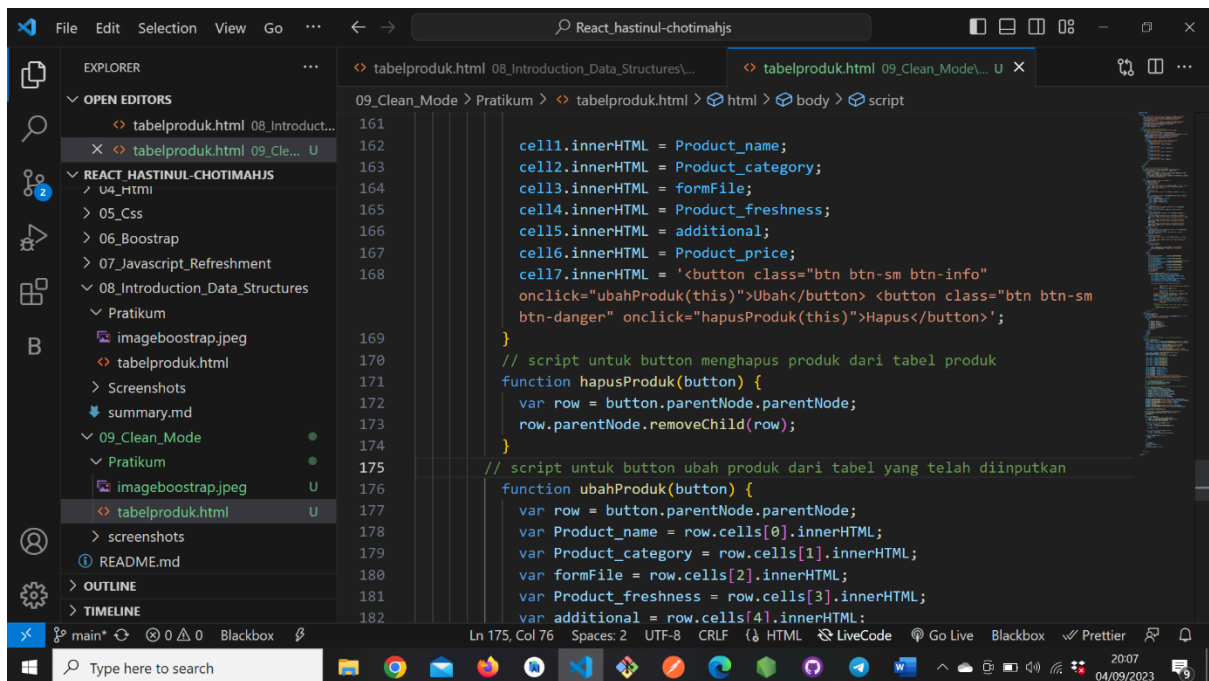 File Edit Selection View Go ··· React_hastinul-chotimahjs
EXPLORER ···
OPEN EDITORS
tabelproduk.html 08_Introduct...
tabelproduk.html 09_Cle... U
REACT_HASTINUL-CHOTIMAHJS
04_Html
05_Css
06_Boostrap
07_Javascript_Refreshment
08_Introduction_Data_Structures
Pratikum
imageboostrap.jpeg
tabelproduk.html
Screenshots
summary.md
09_Clean_Mode
Pratikum
imageboostrap.jpeg U
tabelproduk.html U
screenshots
README.md
OUTLINE
TIMELINE
2
B
tabelproduk.html 08_Introduction_Data_Structures\...
tabelproduk.html 09_Clean_Mode\... U
09_Clean_Mode > Pratikum > tabelproduk.html > html > body > script
161
162 cell1.innerHTML = Product_name;
163 cell2.innerHTML = Product_category;
164 cell3.innerHTML = formFile;
165 cell4.innerHTML = Product_freshness;
166 cell5.innerHTML = additional;
167 cell6.innerHTML = Product_price;
168 cell7.innerHTML = '<button class="btn btn-sm btn-info"
onclick="ubahProduk(this)">Ubah</button> <button class="btn btn-sm
btn-danger" onclick="hapusProduk(this)">Hapus</button>';
169 }
170 // script untuk button menghapus produk dari tabel produk
171 function hapusProduk(button) {
172 var row = button.parentNode.parentNode;
173 row.parentNode.removeChild(row);
174 }
175 // script untuk button ubah produk dari tabel yang telah diinputkan
176 function ubahProduk(button) {
177 var row = button.parentNode.parentNode;
178 var Product_name = row.cells[0].innerHTML;
179 var Product_category = row.cells[1].innerHTML;
180 var formFile = row.cells[2].innerHTML;
181 var Product_freshness = row.cells[3].innerHTML;
182 var additional = row.cells[4].innerHTML;
main* 0 0 Blackbox Ln 175, Col 76 Spaces: 2 UTF-8 CRLF HTML LiveCode Go Live Blackbox Prettier
Type here to search 20:07
04/09/2023 9